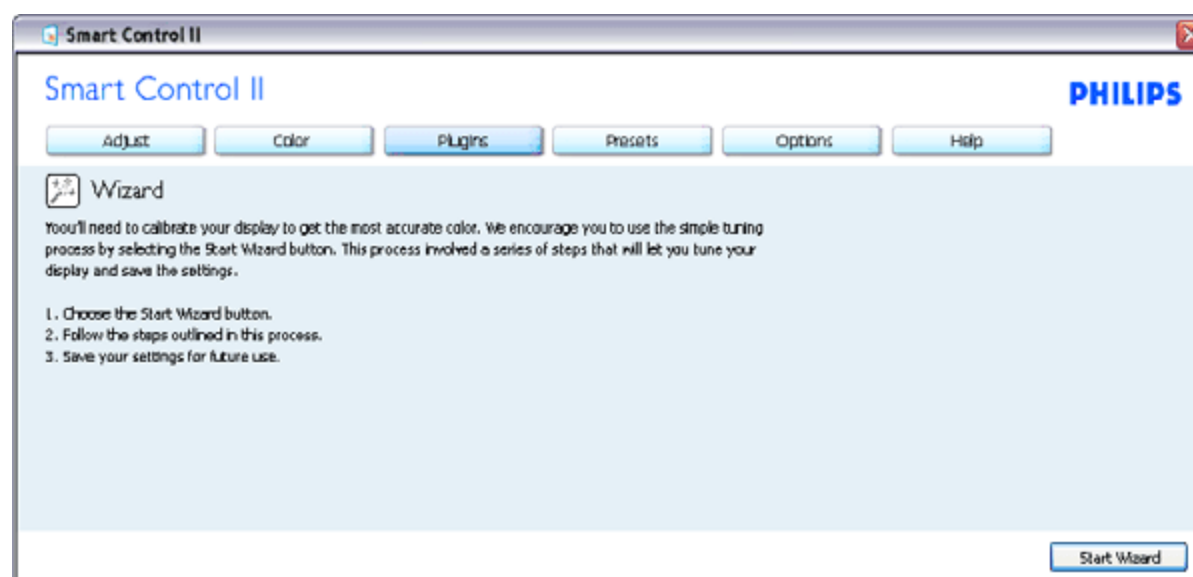 Smart Control II
Smart Control II
PHILIPS
Adjust Color Plugins Presets Options Help
Wizard
Yoou'll need to calibrate your display to get the most accurate color. We encourage you to use the simple tuning
process by selecting the Start Wizard button. This process involved a series of steps that will let you tune your
display and save the settings.
1. Choose the Start Wizard button.
2. Follow the steps outlined in this process.
3. Save your settings for future use.
Start Wizard